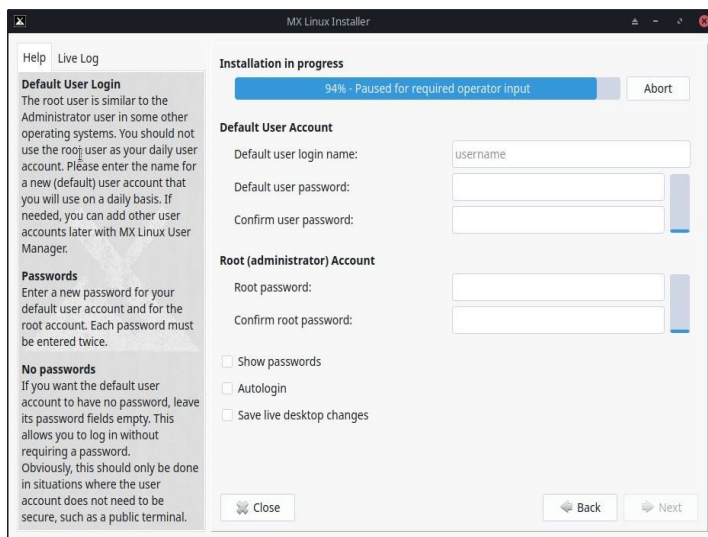 MX Linux Installer
Help
Live Log
Default User Login
The root user is similar to the
Administrator user in some other
operating systems. You should not
use the root user as your daily user
account. Please enter the name for
a new (default) user account that
you will use on a daily basis. If
needed, you can add other user
accounts later with MX Linux User
Manager.
Passwords
Enter a new password for your
default user account and for the
root account. Each password must
be entered twice.
No passwords
If you want the default user
account to have no password, leave
its password fields empty. This
allows you to log in without
requiring a password.
Obviously, this should only be done
in situations where the user
account does not need to be
secure, such as a public terminal.
Installation in progress
94% - Paused for required operator input
Abort
Default User Account
Default user login name:
username
Default user password:
Confirm user password:
Root (administrator) Account
Root password:
Confirm root password:
Show passwords
Autologin
Save live desktop changes
Close
Back
Next